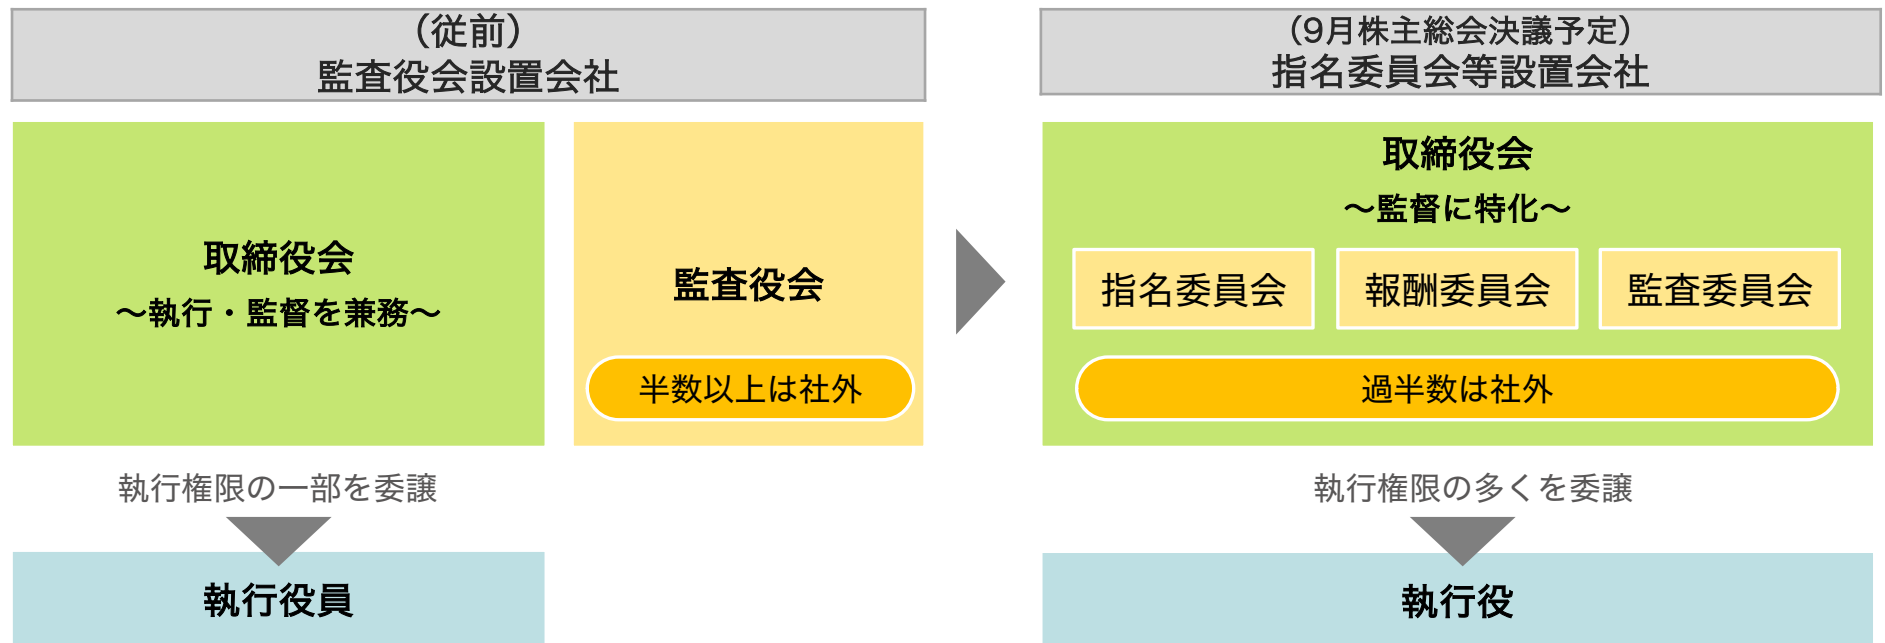 （従前）
監査役会設置会社
取締役会
～執行・監督を兼務～
監査役会
半数以上は社外
執行権限の一部を委譲
執行役員
（9月株主総会決議予定）
指名委員会等設置会社
取締役会
～監督に特化～
指名委員会
報酬委員会
監査委員会
過半数は社外
執行権限の多くを委譲
執行役